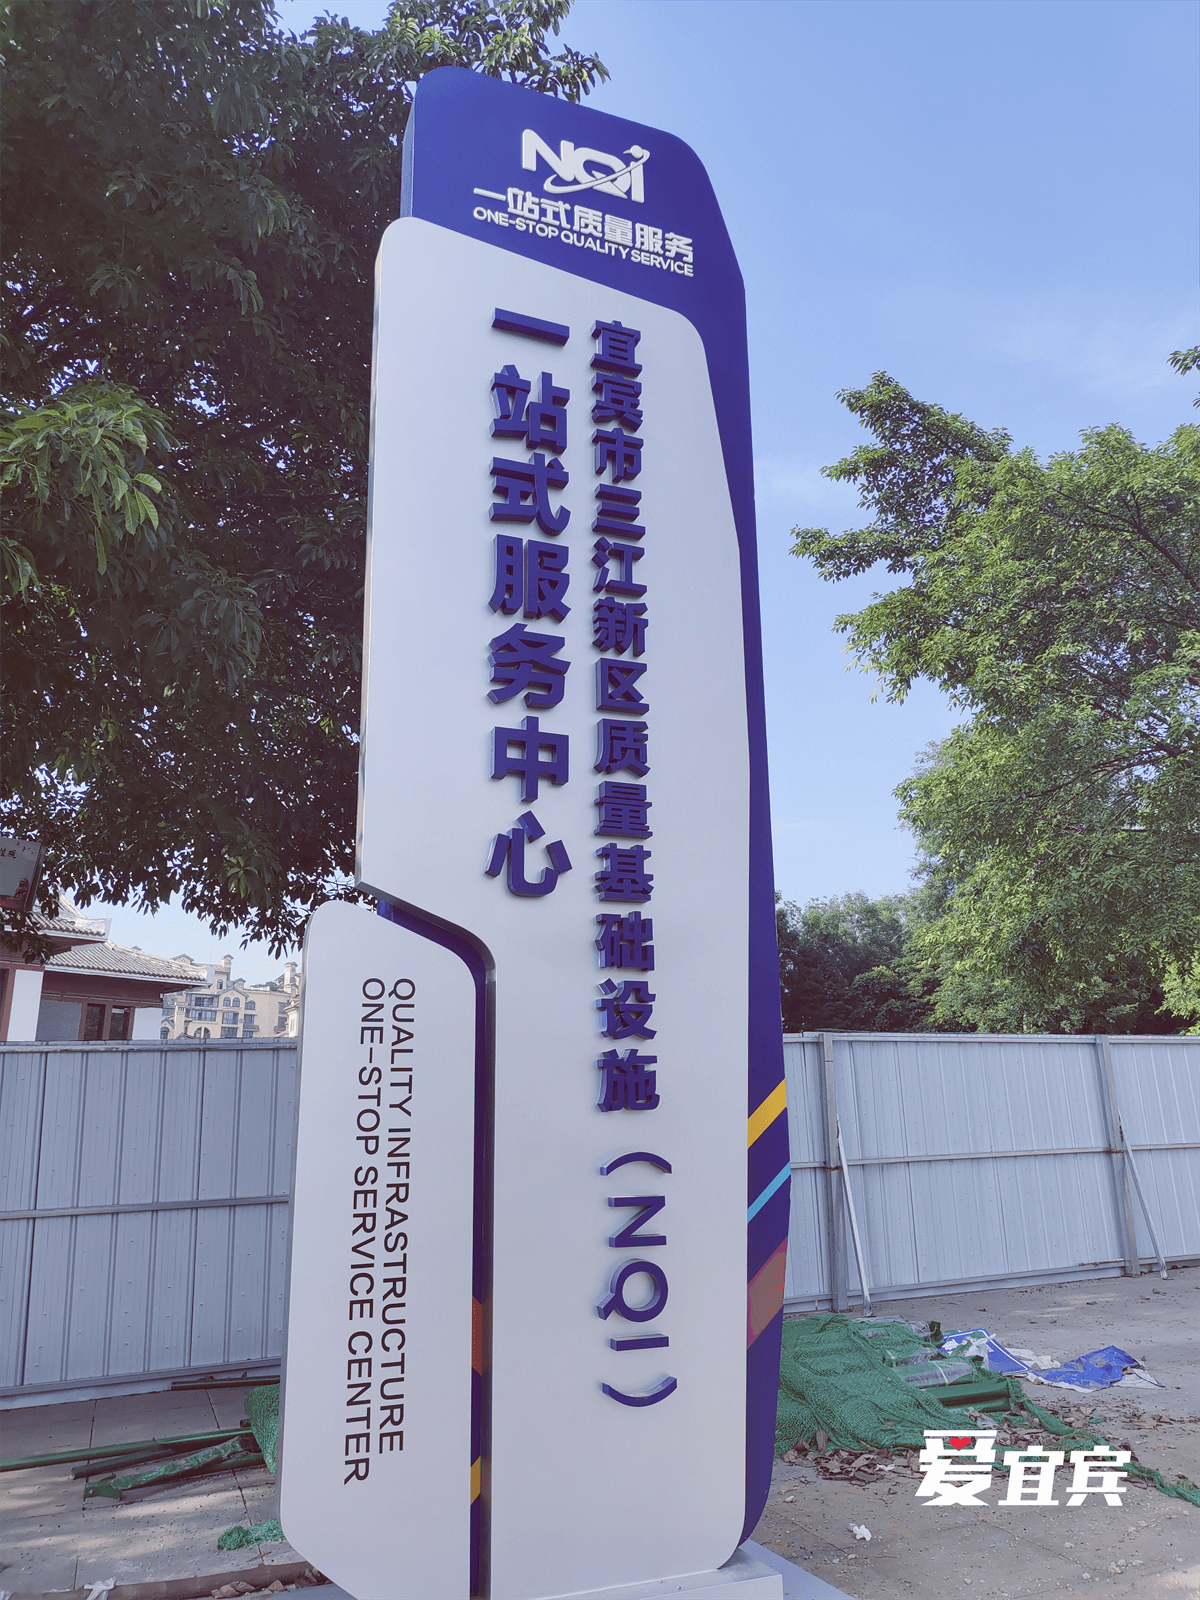 NQI
一站式质量服务
ONE-STOP QUALITY SERVICE
宜宾市三江新区质量基础设施（NQI）
一站式服务中心
QUALITY INFRASTRUCTURE
ONE-STOP SERVICE CENTER
爱宜宾